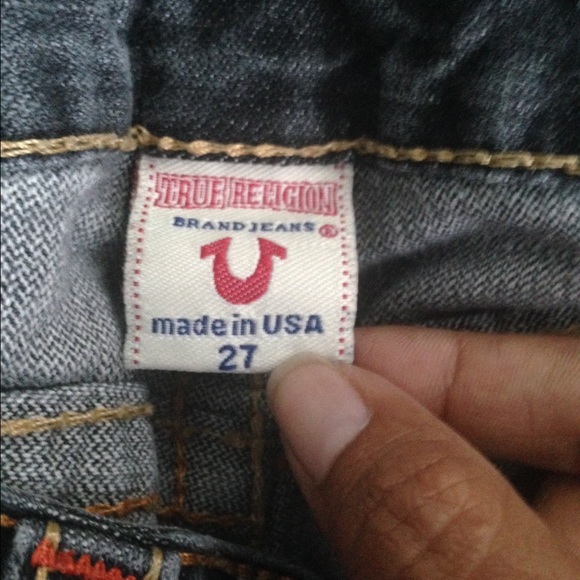 TRUE RELIGION
BRAND JEANS ®
made in USA
27